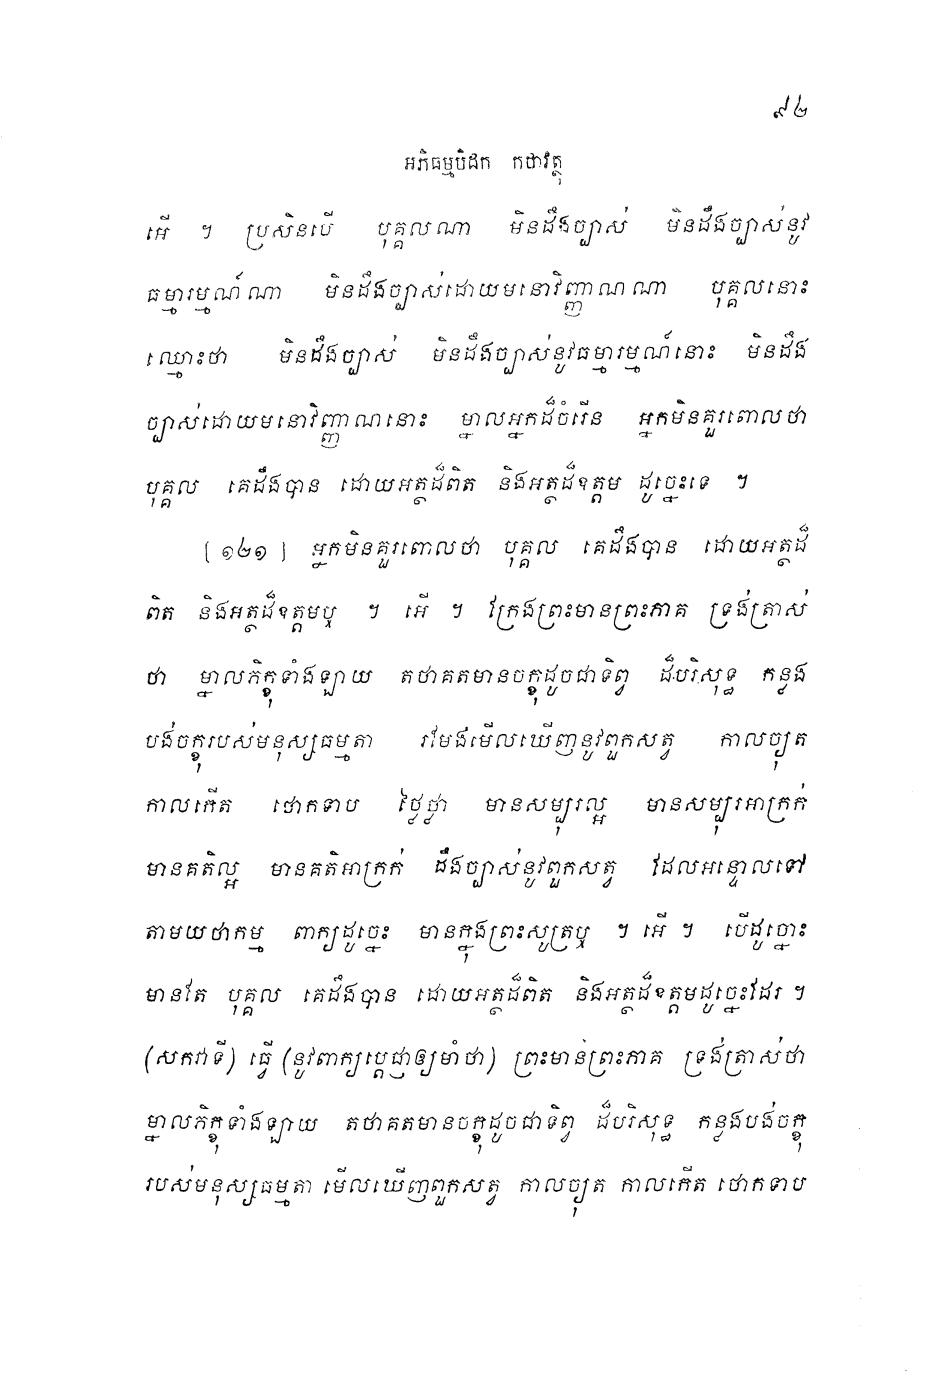 ៩២
អភិធម្មបិដក កថាវត្ថុ
អើ ។ ប្រសិនបើ បុគ្គលណា មិនដឹងច្បាស់ មិនដឹងច្បាស់នូវ
ធម្មារម្មណ៍ណា មិនដឹងច្បាស់ដោយមនោវិញ្ញាណណា បុគ្គលនោះ
ឈ្មោះថា មិនដឹងច្បាស់ មិនដឹងច្បាស់នូវធម្មារម្មណ៍នោះ មិនដឹង
ច្បាស់ដោយមនោវិញ្ញាណនោះ ម្នាលអ្នកដ៏ចំរើន អ្នកមិនគួរពោលថា
បុគ្គល គេដឹងបាន ដោយអត្ថដ៏ពិត និងអត្ថដ៏ឧត្តម ដូច្នេះទេ ។
[១២១] អ្នកមិនគួរពោលថា បុគ្គល គេដឹងបាន ដោយអត្ថដ៏
ពិត និងអត្ថដ៏ឧត្តមឬ ។ អើ ។ ក្រែងព្រះមានព្រះភាគ ទ្រង់ត្រាស់
ថា ម្នាលភិក្ខុទាំងឡាយ តថាគតមានចក្ខុដូចជាទិព្វ ដ៏បរិសុទ្ធ កន្លង
បង់ចក្ខុរបស់មនុស្សធម្មតា រមែងមើលឃើញនូវពួកសត្វ កាលច្យុត
កាលកើត ថោកទាប ថ្លៃថ្លា មានសម្បុរល្អ មានសម្បុរអាក្រក់
មានគតិល្អ មានគតិអាក្រក់ ដឹងច្បាស់នូវពួកសត្វ ដែលអន្ទោលទៅ
តាមយថាកម្ម ពាក្យដូច្នេះ មានក្នុងព្រះសូត្រឬ ។ អើ ។ បើដូច្នោះ
មានតែ បុគ្គល គេដឹងបាន ដោយអត្ថដ៏ពិត និងអត្ថដ៏ឧត្តមដូច្នេះដែរ ។
(សកវាទី) ធ្វើ (នូវពាក្យប្តេជ្ញាឲ្យមាំថា) ព្រះមានព្រះភាគ ទ្រង់ត្រាស់ថា
ម្នាលភិក្ខុទាំងឡាយ តថាគតមានចក្ខុដូចជាទិព្វ ដ៏បរិសុទ្ធ កន្លងបង់ចក្ខុ
របស់មនុស្សធម្មតា មើលឃើញពួកសត្វ កាលច្យុត កាលកើត ថោកទាប